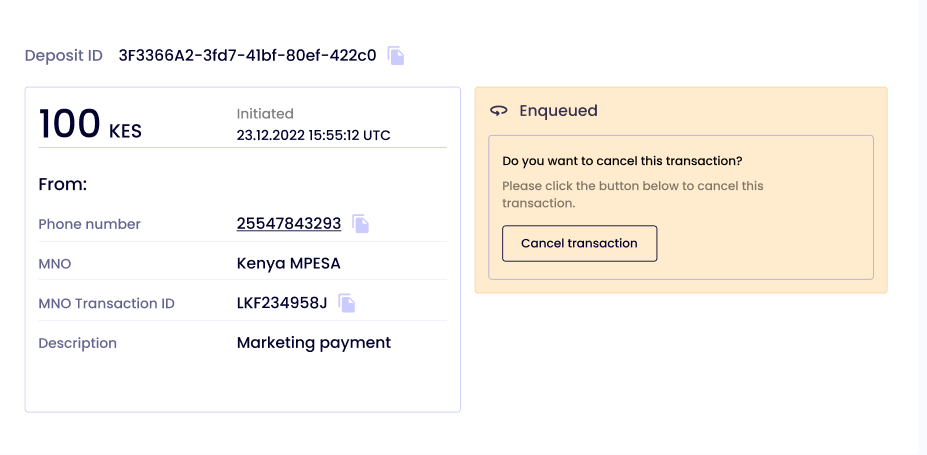 Deposit ID 3F3366A2-3fd7-41bf-80ef-422c0
100 KES
Initiated
23.12.2022 15:55:12 UTC
From:
Phone number 25547843293
MNO Kenya MPESA
MNO Transaction ID LKF234958J
Description Marketing payment
Enqueued
Do you want to cancel this transaction?
Please click the button below to cancel this
transaction.
Cancel transaction